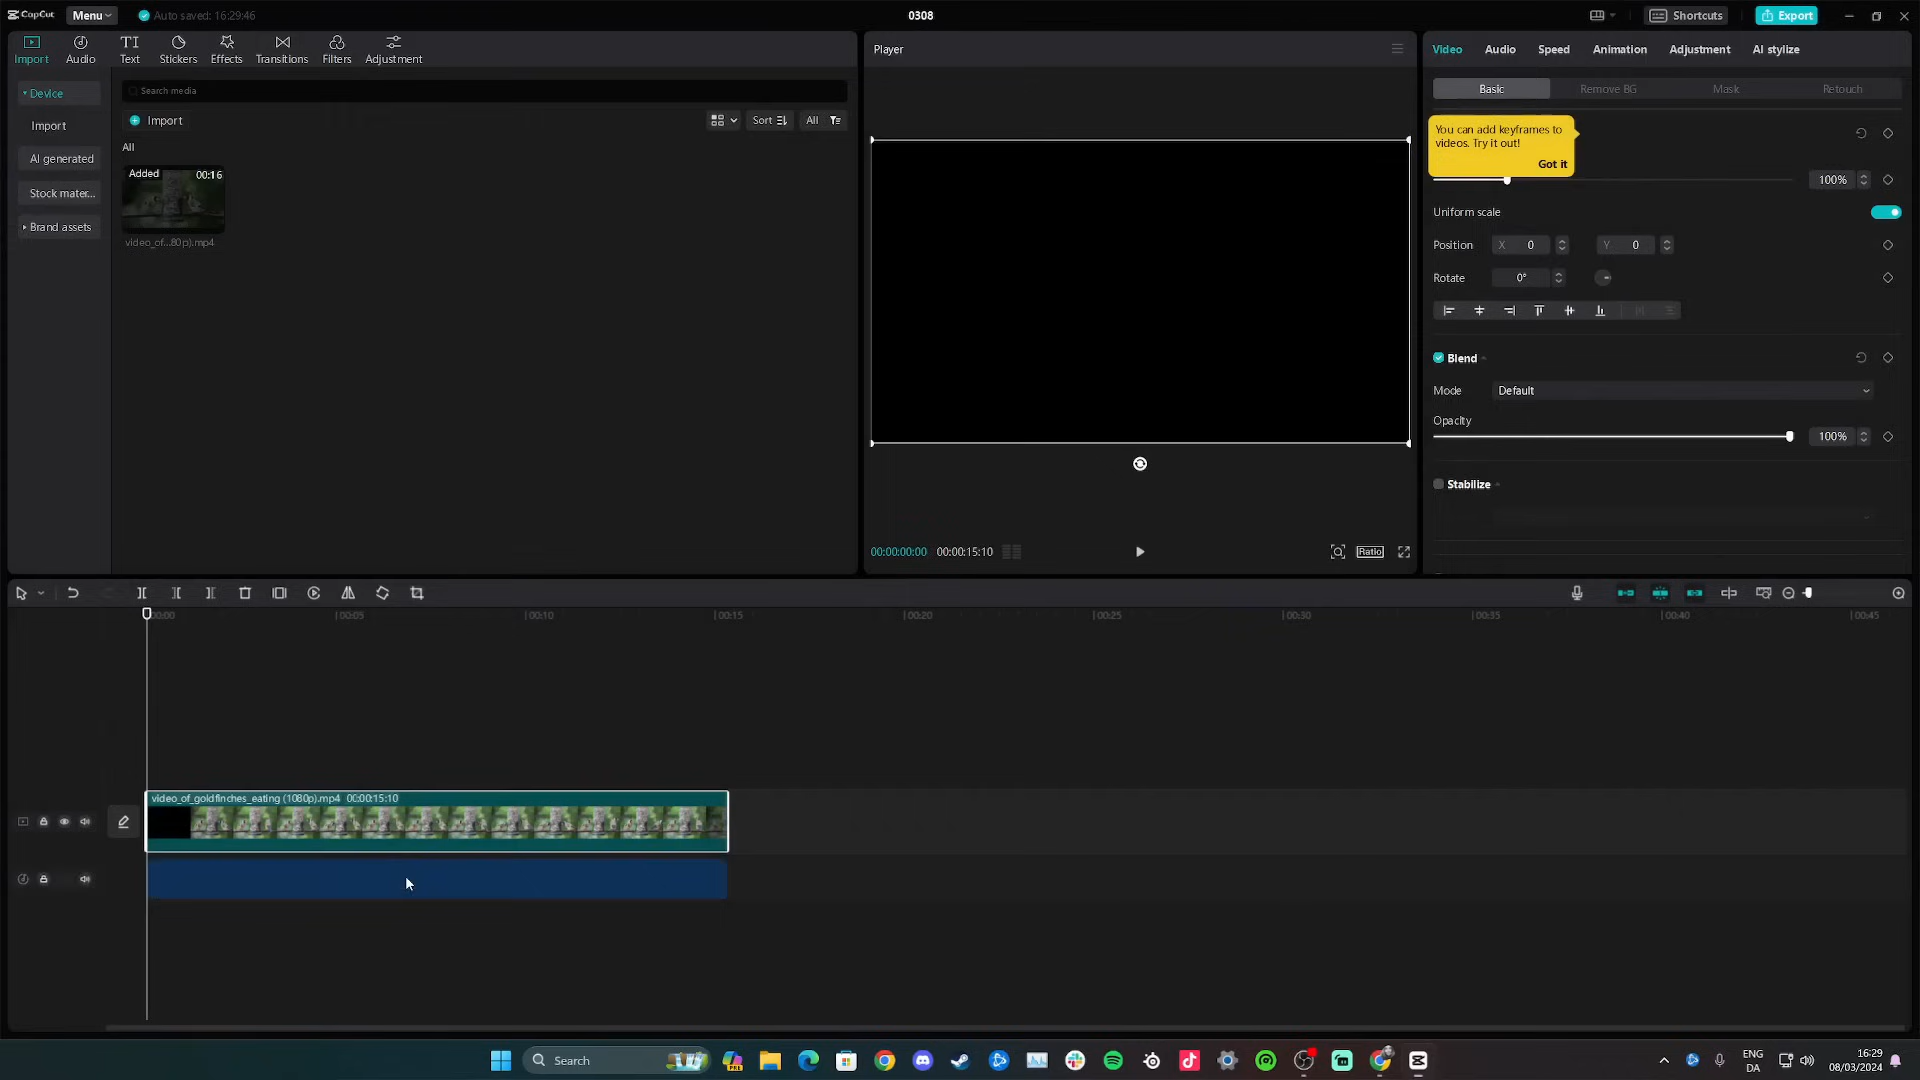 CapCut
Menu
Auto saved: 16:29:46
0308
Shortcuts
Export
Import
Audio
Text
Stickers
Effects
Transitions
Filters
Adjustment
Device
Import
AI generated
Stock mater...
Brand assets
Search media
Import
Sort
All
All
Added
00:16
video_of...80p).mp4
Player
00:00:00:00
00:00:15:10
Ratio
Video
Audio
Speed
Animation
Adjustment
AI stylize
Basic
Remove BG
Mask
Retouch
You can add keyframes to
videos. Try it out!
Got it
100%
Uniform scale
Position
X
0
Y
0
Rotate
0°
Blend
Mode
Default
Opacity
100%
Stabilize
00:00
00:05
00:10
00:15
00:20
00:25
00:30
00:35
00:40
00:45
video_of_goldfinches_eating (1080p).mp4 00:00:15:10
Search
PRE
ENG
DA
16:29
08/03/2024